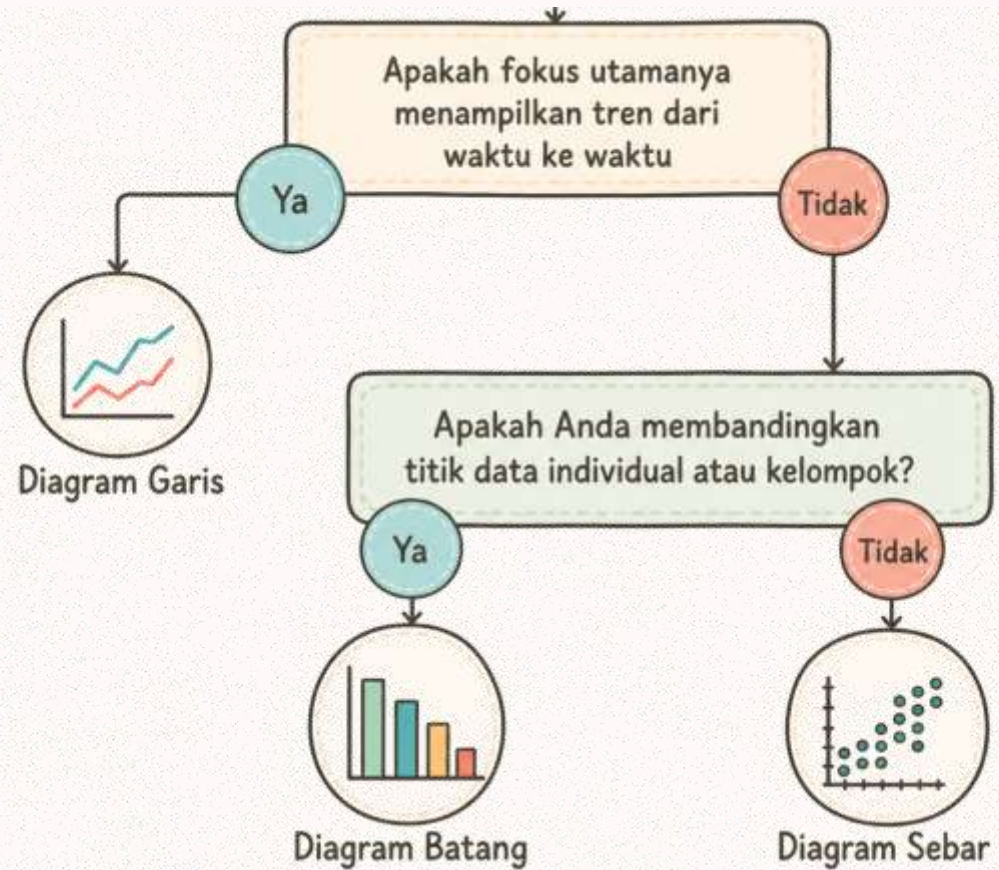 Apakah fokus utamanya
menampilkan tren dari
waktu ke waktu
Ya
Tidak
Diagram Garis
Apakah Anda membandingkan
titik data individual atau kelompok?
Ya
Tidak
Diagram Batang
Diagram Sebar